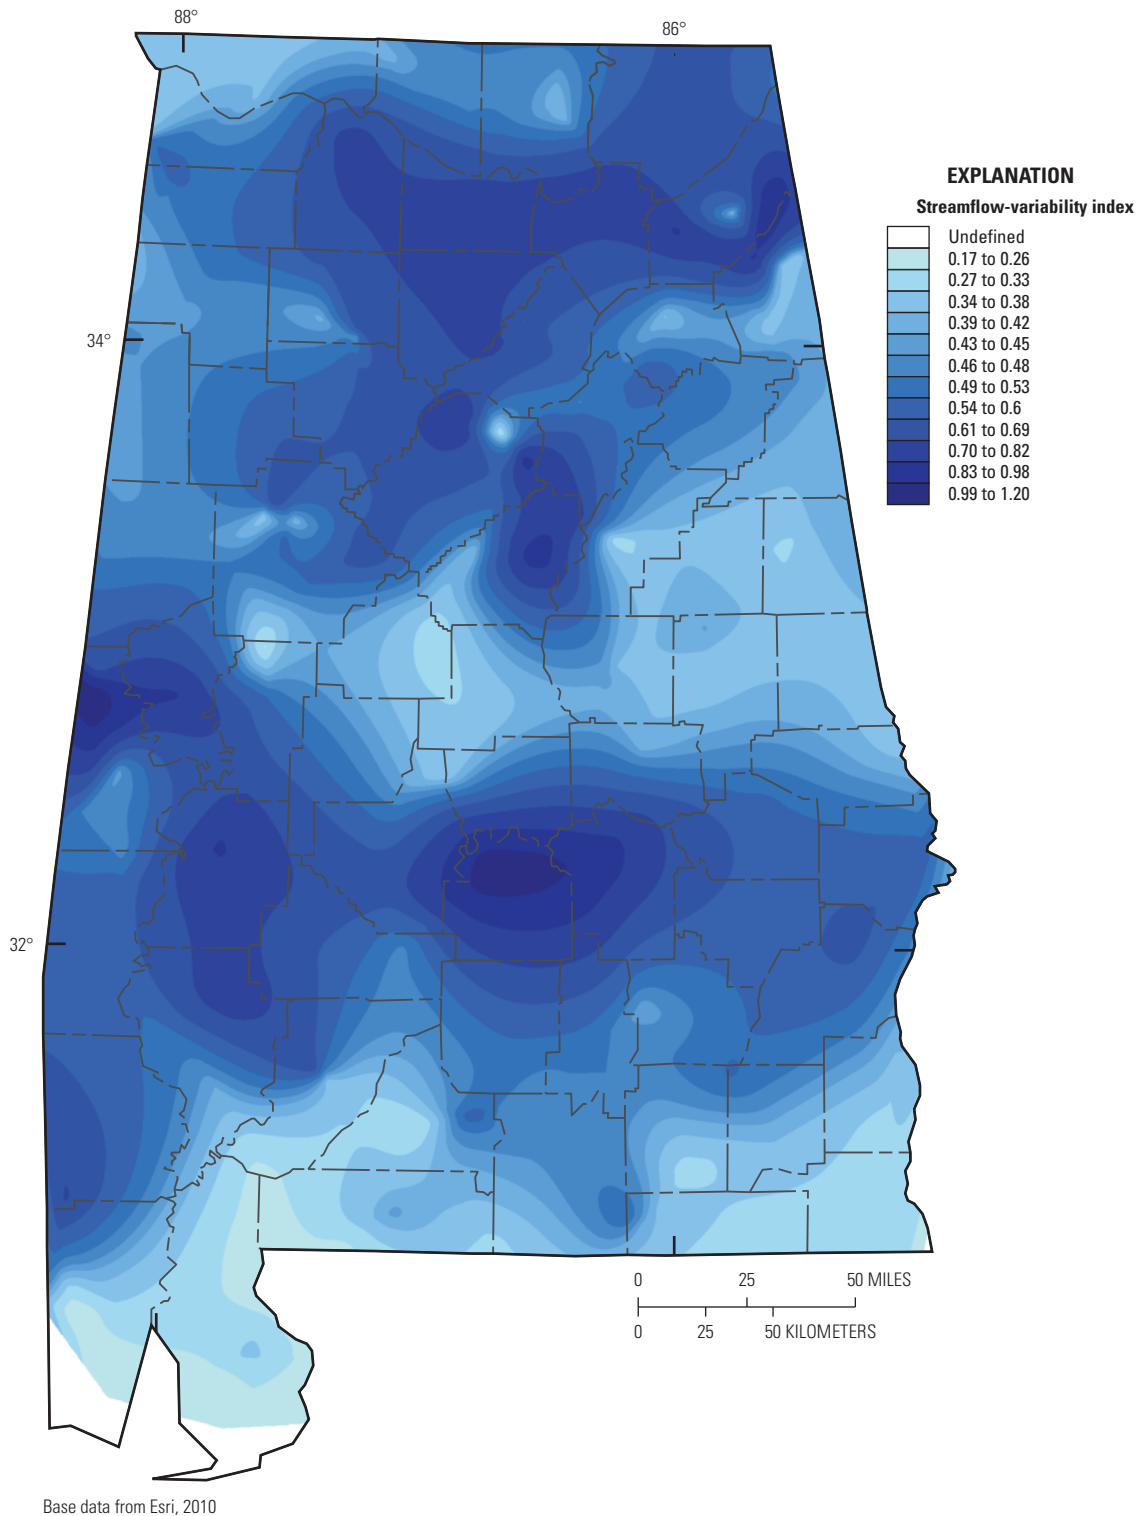 88°
86°
EXPLANATION
Streamflow-variability index
Undefined
0.17 to 0.26
0.27 to 0.33
0.34 to 0.38
34°
0.39 to 0.42
0.43 to 0.45
0.46 to 0.48
0.49 to 0.53
0.54 to 0.6
0.61 to 0.69
0.70 to 0.82
0.83 to 0.98
0.99 to 1.20
32°
0 25 50 MILES
0 25 50 KILOMETERS
Base data from Esri, 2010